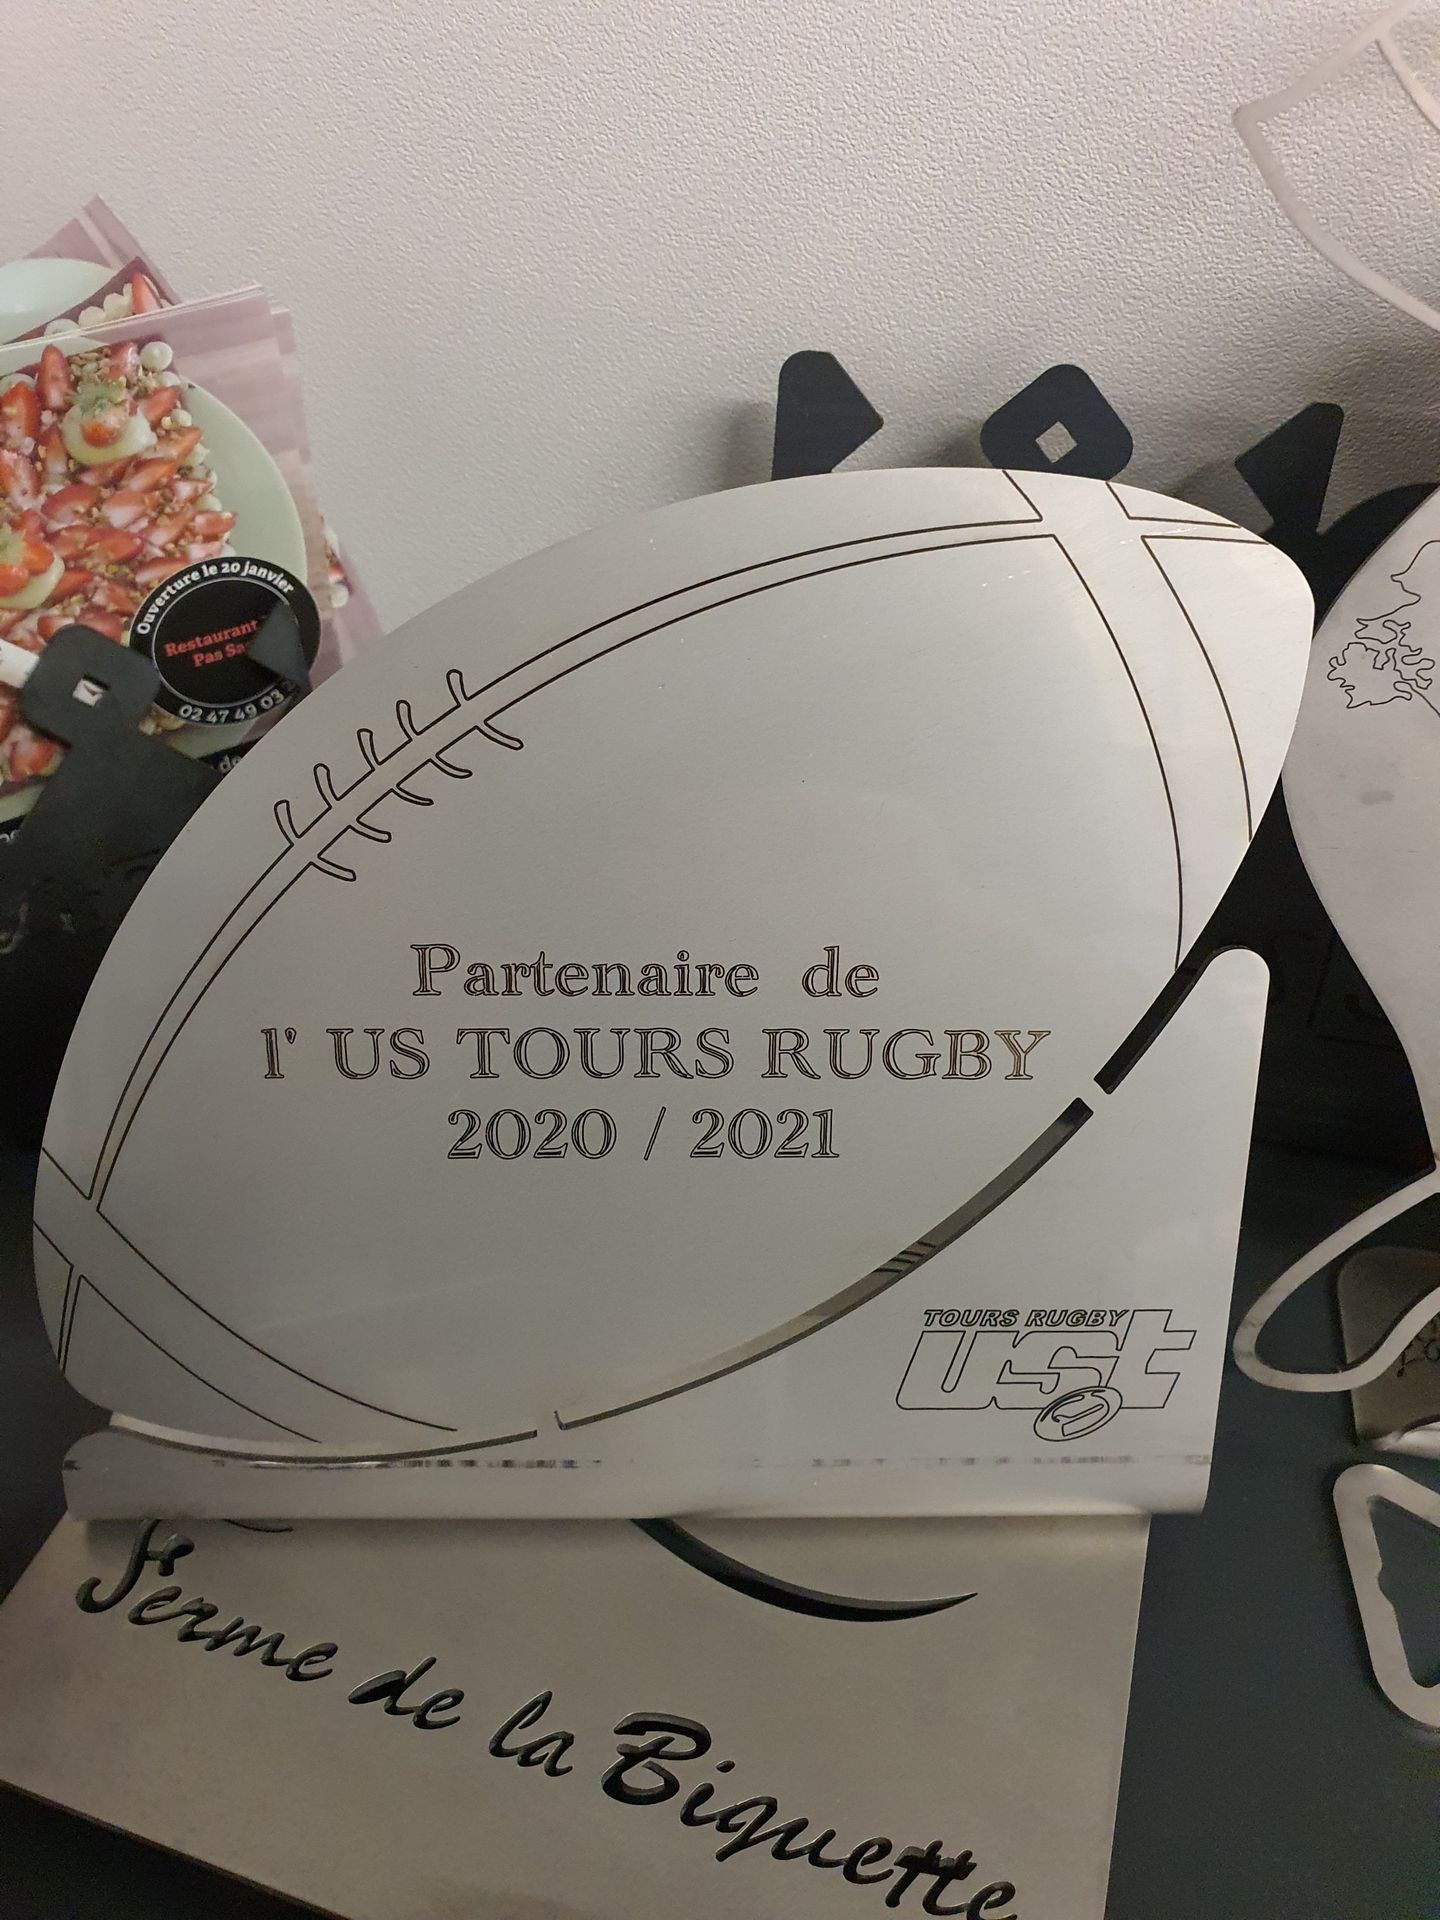 Ouverture le 20 janvier
Restaurant
Pas
02 47 49 03
de
Partenaire de
l' US TOURS RUGBY
2020 / 2021
TOURS RUGBY
ust
Ferme de la Biquette